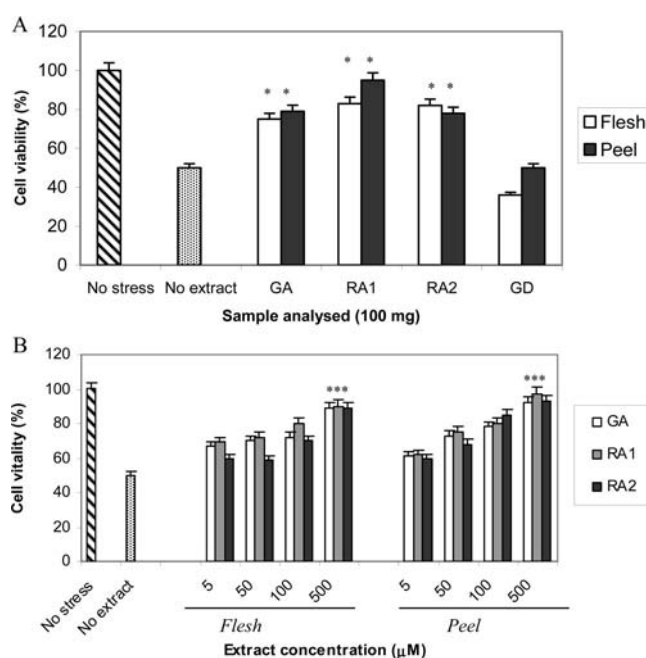 A
120
100
80
60
40
20
0
Cell viability (%)
* * * * * *
Flesh
Peel
No stress No extract GA RA1 RA2 GD
Sample analysed (100 mg)
B
120
100
80
60
40
20
0
Cell vitality (%)
*** ***
GA
RA1
RA2
No stress No extract 5 50 100 500 5 50 100 500
Flesh Peel
Extract concentration (µM)